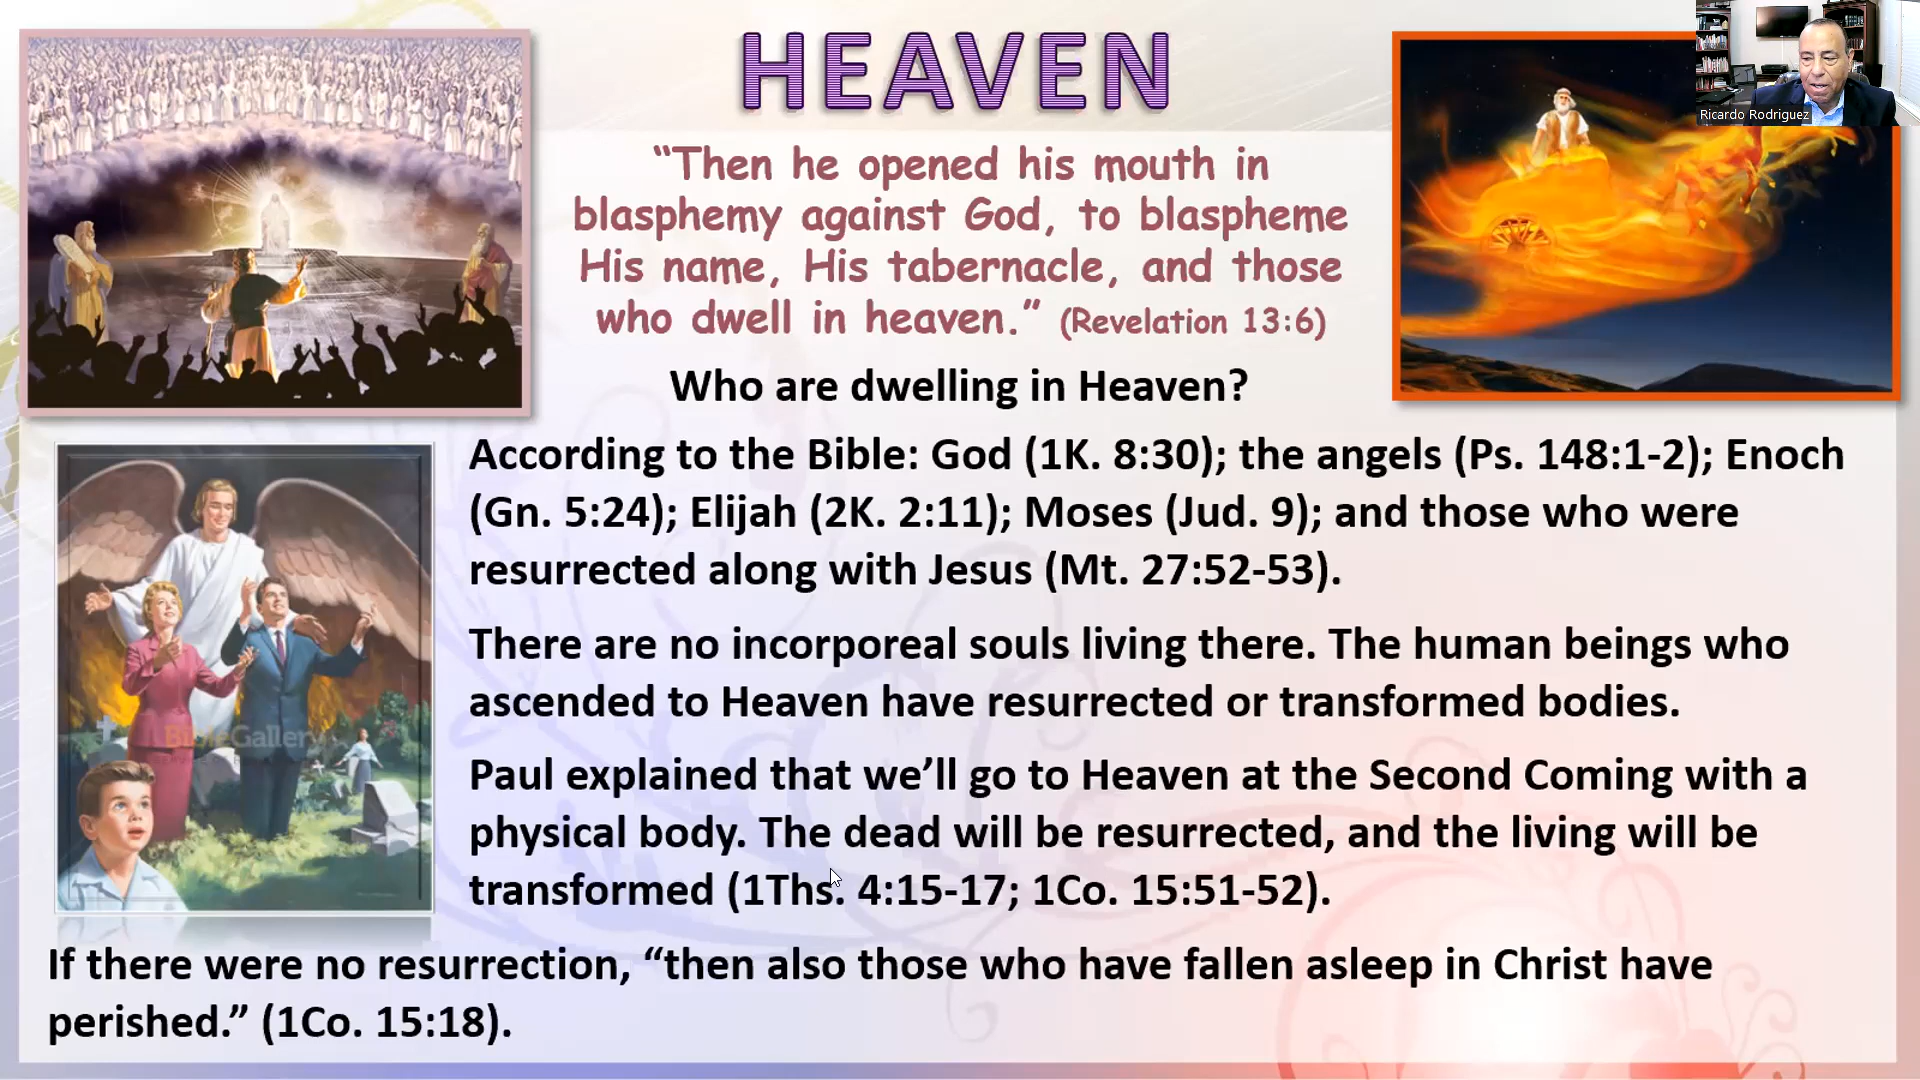 HEAVEN
Ricardo Rodriguez
“Then he opened his mouth in
blasphemy against God, to blaspheme
His name, His tabernacle, and those
who dwell in heaven.” (Revelation 13:6)
Who are dwelling in Heaven?
According to the Bible: God (1K. 8:30); the angels (Ps. 148:1-2); Enoch
(Gn. 5:24); Elijah (2K. 2:11); Moses (Jud. 9); and those who were
resurrected along with Jesus (Mt. 27:52-53).
There are no incorporeal souls living there. The human beings who
ascended to Heaven have resurrected or transformed bodies.
BibleGallery
Paul explained that we’ll go to Heaven at the Second Coming with a
physical body. The dead will be resurrected, and the living will be
transformed (1Ths. 4:15-17; 1Co. 15:51-52).
If there were no resurrection, “then also those who have fallen asleep in Christ have
perished.” (1Co. 15:18).